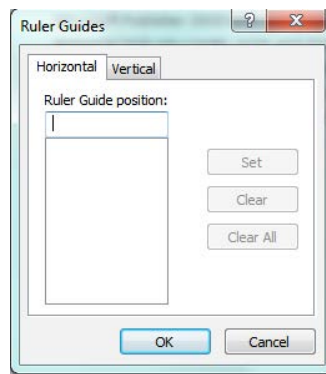 Ruler Guides
Horizontal Vertical
Ruler Guide position:
Set
Clear
Clear All
OK Cancel